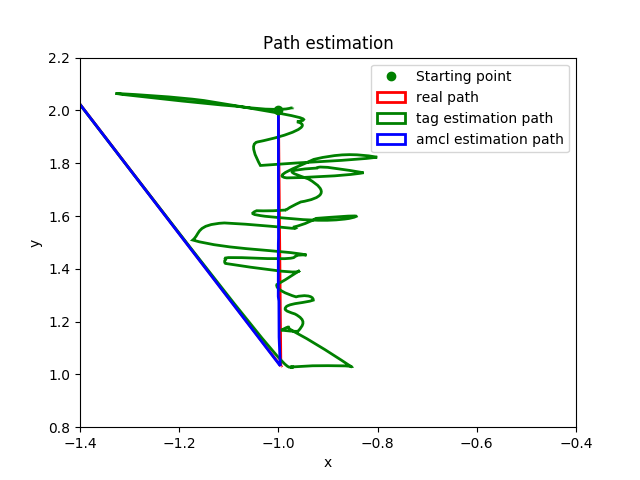 Path estimation
2.2
2.0
1.8
1.6
1.4
1.2
1.0
0.8
y
Starting point
real path
tag estimation path
amcl estimation path
−1.4 −1.2 −1.0 −0.8 −0.6 −0.4
x